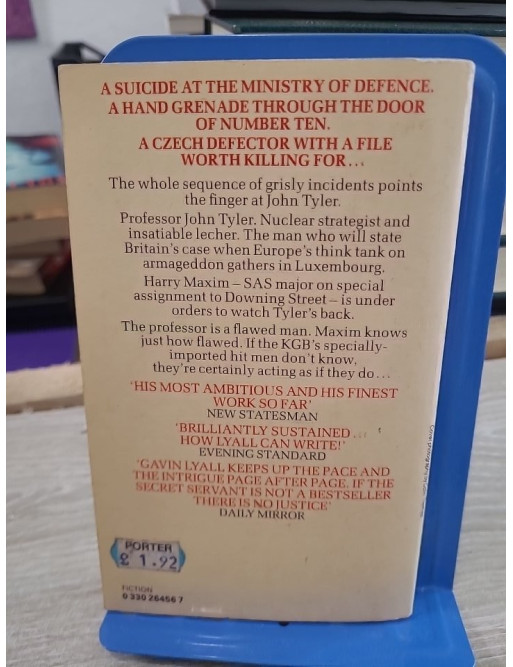 A SUICIDE AT THE MINISTRY OF DEFENCE.
A HAND GRENADE THROUGH THE DOOR
OF NUMBER TEN.
A CZECH DEFECTOR WITH A FILE
WORTH KILLING FOR...
The whole sequence of grisly incidents points
the finger at John Tyler.
Professor John Tyler. Nuclear strategist and
insatiable lecher. The man who will state
Britain's case when Europe's think tank on
armageddon gathers in Luxembourg.
Harry Maxim – SAS major on special
assignment to Downing Street – is under
orders to watch Tyler's back.
The professor is a flawed man. Maxim knows
just how flawed. If the KGB's specially-
imported hit men don't know,
they're certainly acting as if they do...
'HIS MOST AMBITIOUS AND HIS FINEST
WORK SO FAR'
NEW STATESMAN
'BRILLIANTLY SUSTAINED...
HOW LYALL CAN WRITE!'
EVENING STANDARD
'GAVIN LYALL KEEPS UP THE PACE AND
THE INTRIGUE PAGE AFTER PAGE. IF THE
SECRET SERVANT IS NOT A BESTSELLER
THERE IS NO JUSTICE'
DAILY MIRROR
PORTER
£ 1.92
FICTION
0 330 26456 7